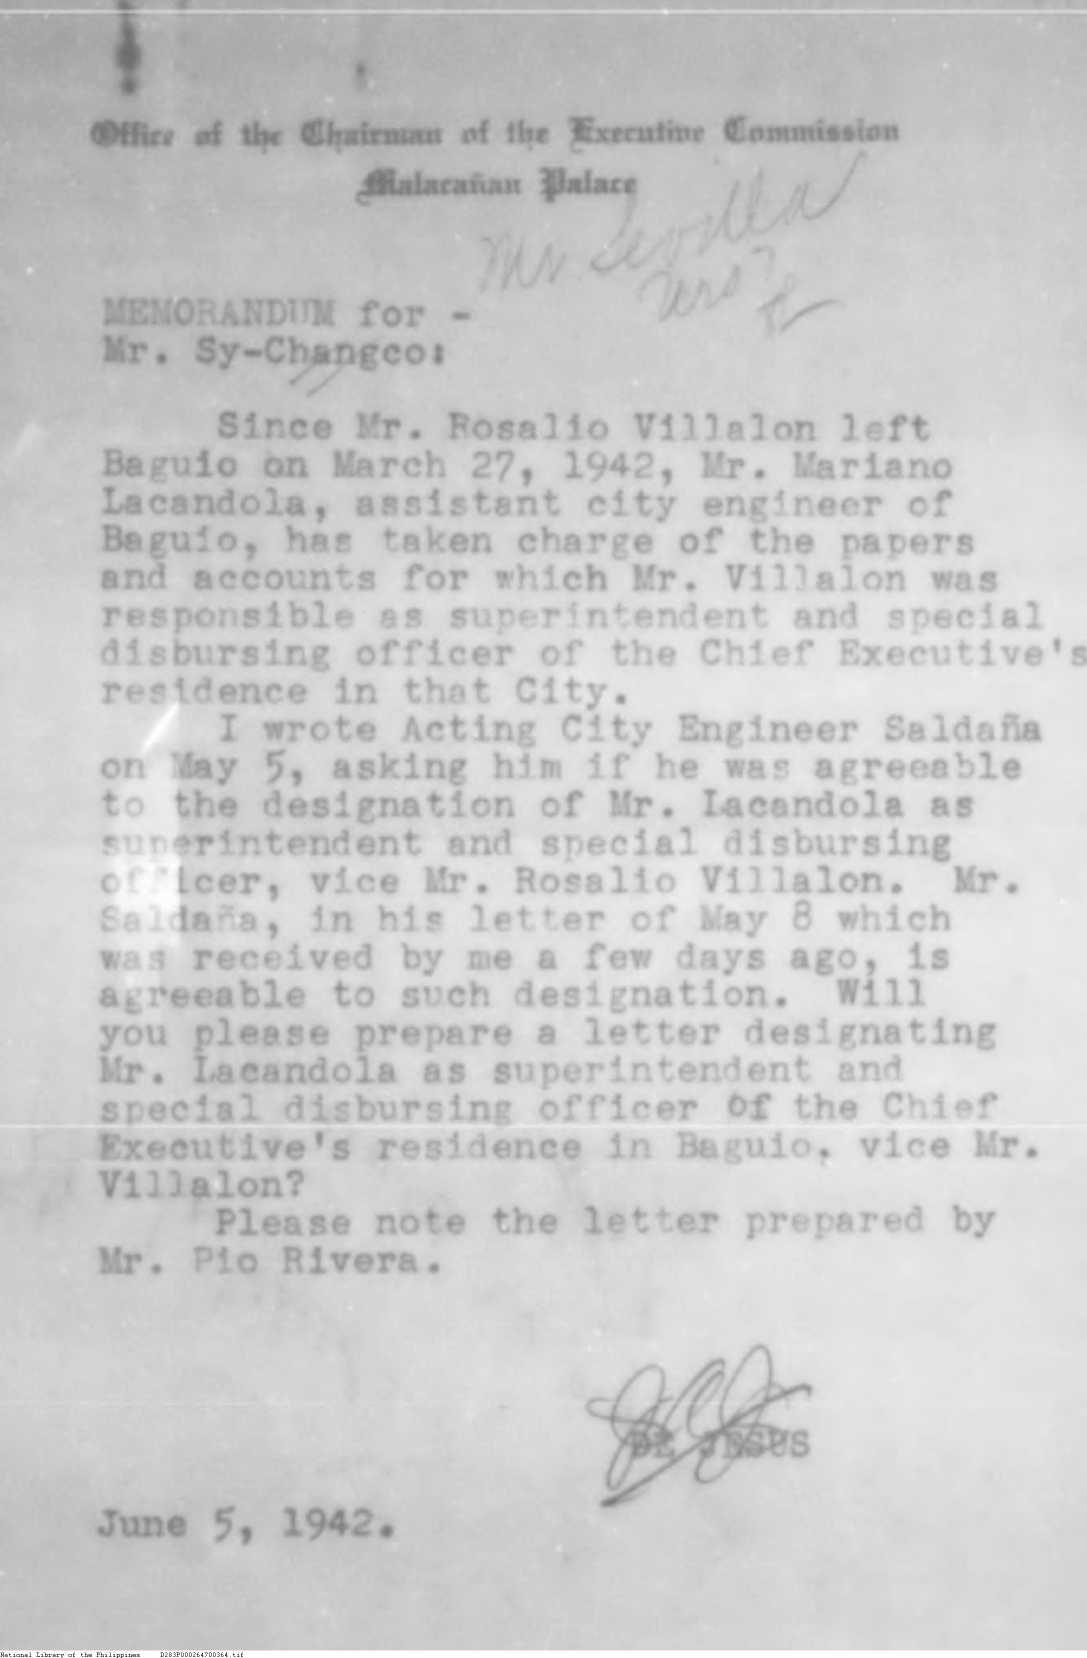 Office of the Chairman of the Executive Commission
Malacañan Palace
Mr Sevilla
MEMORANDUM for -
Mr. Sy-Changco:
Since Mr. Rosalio Villalon left
Baguio on March 27, 1942, Mr. Mariano
Lacandola, assistant city engineer of
Baguio, has taken charge of the papers
and accounts for which Mr. Villalon was
responsible as superintendent and special
disbursing officer of the Chief Executive's
residence in that City.
I wrote Acting City Engineer Saldaña
on May 5, asking him if he was agreeable
to the designation of Mr. Lacandola as
superintendent and special disbursing
officer, vice Mr. Rosalio Villalon. Mr.
Saldaña, in his letter of May 8 which
was received by me a few days ago, is
agreeable to such designation. Will
you please prepare a letter designating
Mr. Lacandola as superintendent and
special disbursing officer of the Chief
Executive's residence in Baguio, vice Mr.
Villalon?
Please note the letter prepared by
Mr. Pio Rivera.
DE JESUS
June 5, 1942.
National Library of the Philippines D283P000264700364.tif